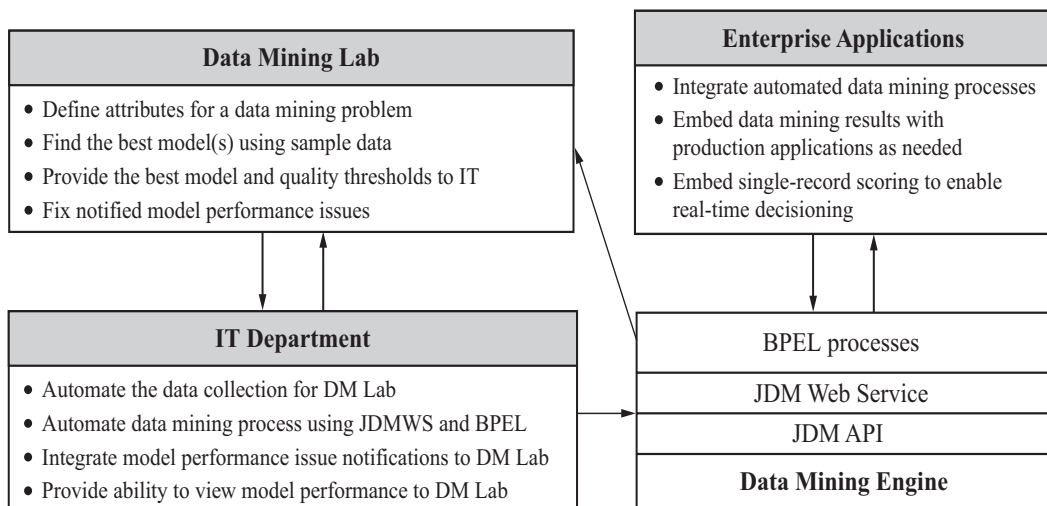 Data Mining Lab
• Define attributes for a data mining problem
• Find the best model(s) using sample data
• Provide the best model and quality thresholds to IT
• Fix notified model performance issues
Enterprise Applications
• Integrate automated data mining processes
• Embed data mining results with
production applications as needed
• Embed single-record scoring to enable
real-time decisioning
IT Department
• Automate the data collection for DM Lab
• Automate data mining process using JDMWS and BPEL
• Integrate model performance issue notifications to DM Lab
• Provide ability to view model performance to DM Lab
BPEL processes
JDM Web Service
JDM API
Data Mining Engine